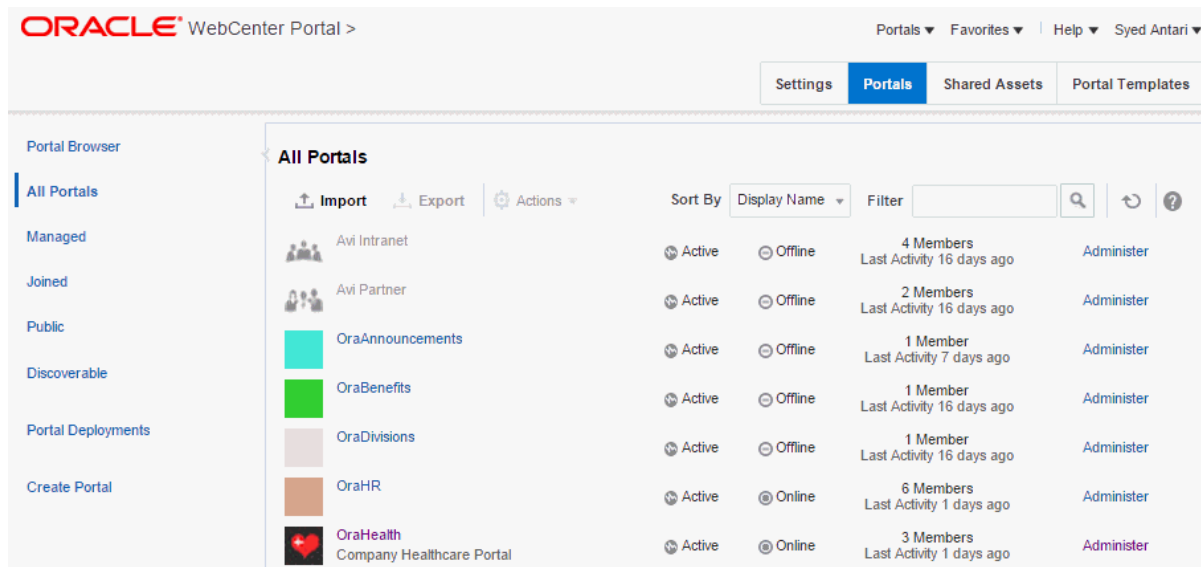 ORACLE® WebCenter Portal >
Portals Favorites Help Syed Antari
Settings Portals Shared Assets Portal Templates
Portal Browser
All Portals
Managed
Joined
Public
Discoverable
Portal Deployments
Create Portal
All Portals
Import Export Actions Sort By Display Name Filter
Avi Intranet Active Offline 4 Members Administer
Last Activity 16 days ago
Avi Partner Active Offline 2 Members Administer
Last Activity 16 days ago
OraAnnouncements Active Offline 1 Member Administer
Last Activity 7 days ago
OraBenefits Active Offline 1 Member Administer
Last Activity 16 days ago
OraDivisions Active Offline 1 Member Administer
Last Activity 16 days ago
OraHR Active Online 6 Members Administer
Last Activity 1 days ago
OraHealth Active Online 3 Members Administer
Company Healthcare Portal Last Activity 1 days ago